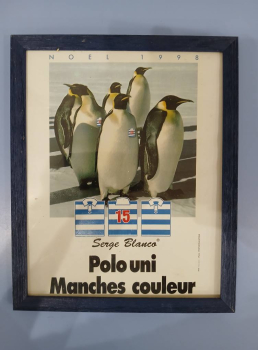 NOEL 1998
15
Serge Blanco®
Polo uni
Manches couleur